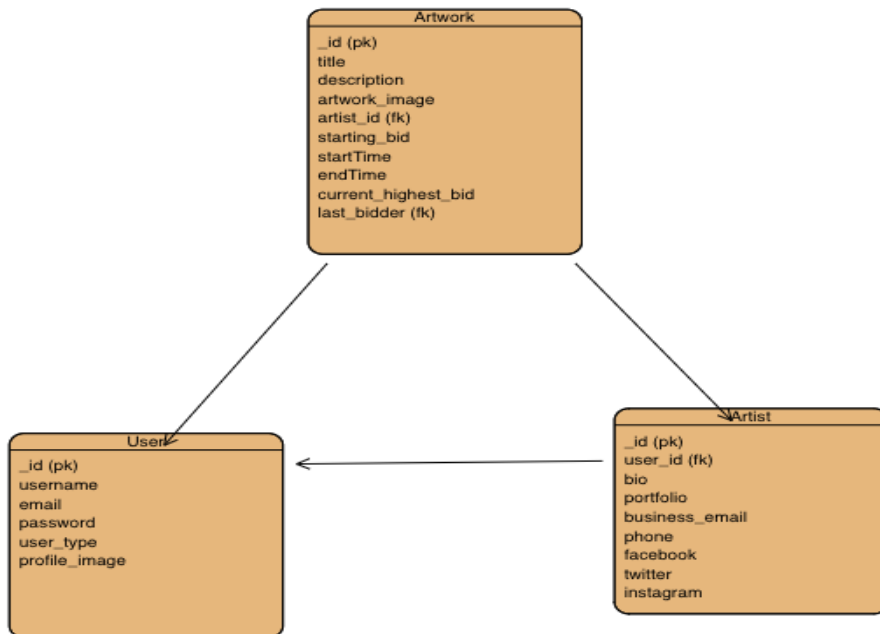 Artwork
_id (pk)
title
description
artwork_image
artist_id (fk)
starting_bid
startTime
endTime
current_highest_bid
last_bidder (fk)
User
_id (pk)
username
email
password
user_type
profile_image
Artist
_id (pk)
user_id (fk)
bio
portfolio
business_email
phone
facebook
twitter
instagram